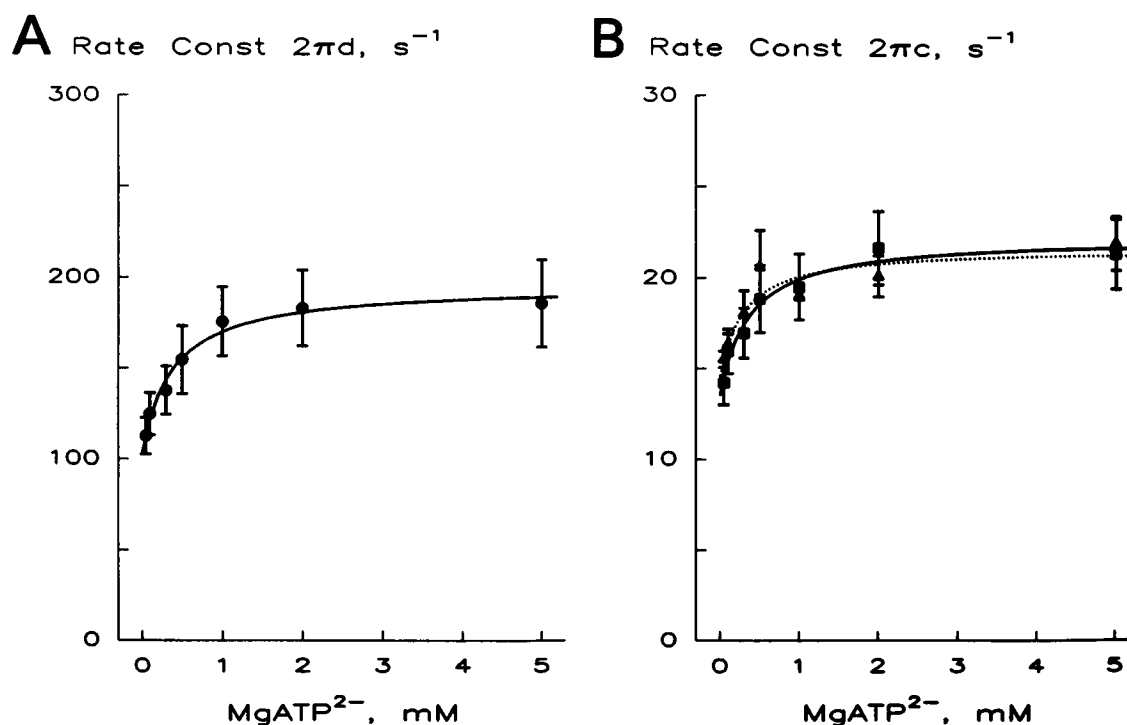 A Rate Const 2πd, s⁻¹
300
200
100
0
0 1 2 3 4 5
MgATP²⁻, mM
B Rate Const 2πc, s⁻¹
30
20
10
0
0 1 2 3 4 5
MgATP²⁻, mM